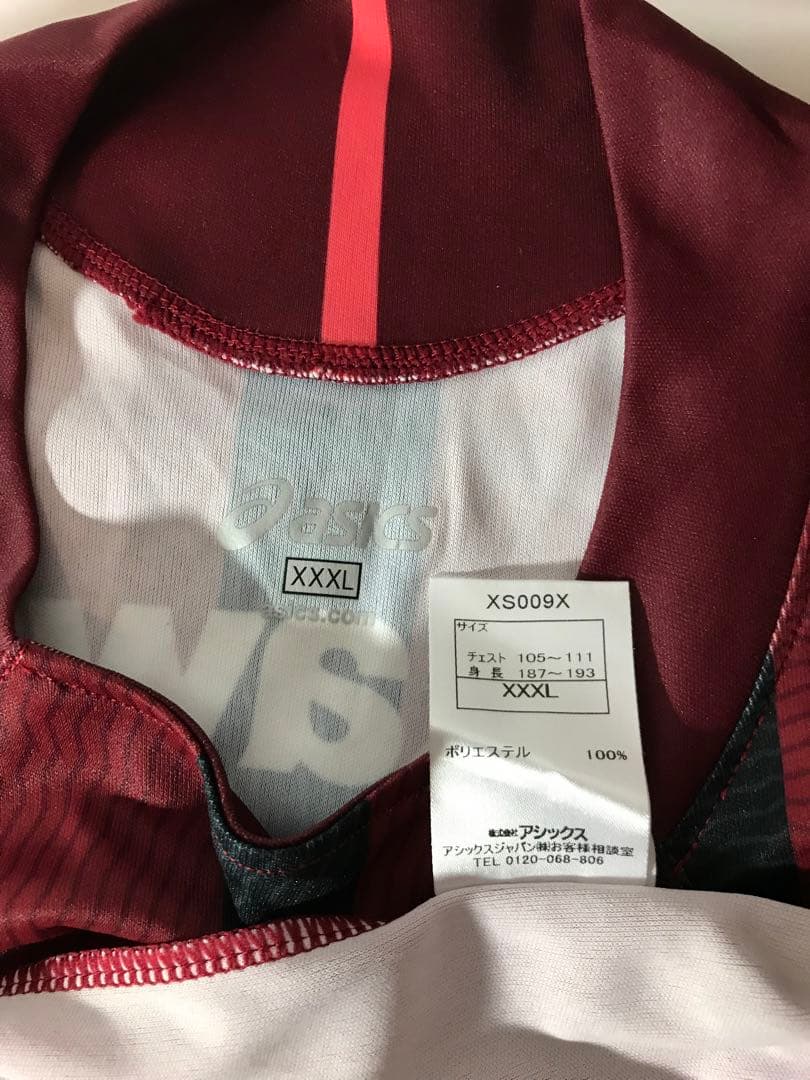 asics
XXXL
asics.com
XS009X
サイズ
チェスト 105～111
身長 187～193
XXXL
ポリエステル 100%
株式会社アシックス
アシックスジャパン㈱お客様相談室
TEL 0120-068-806